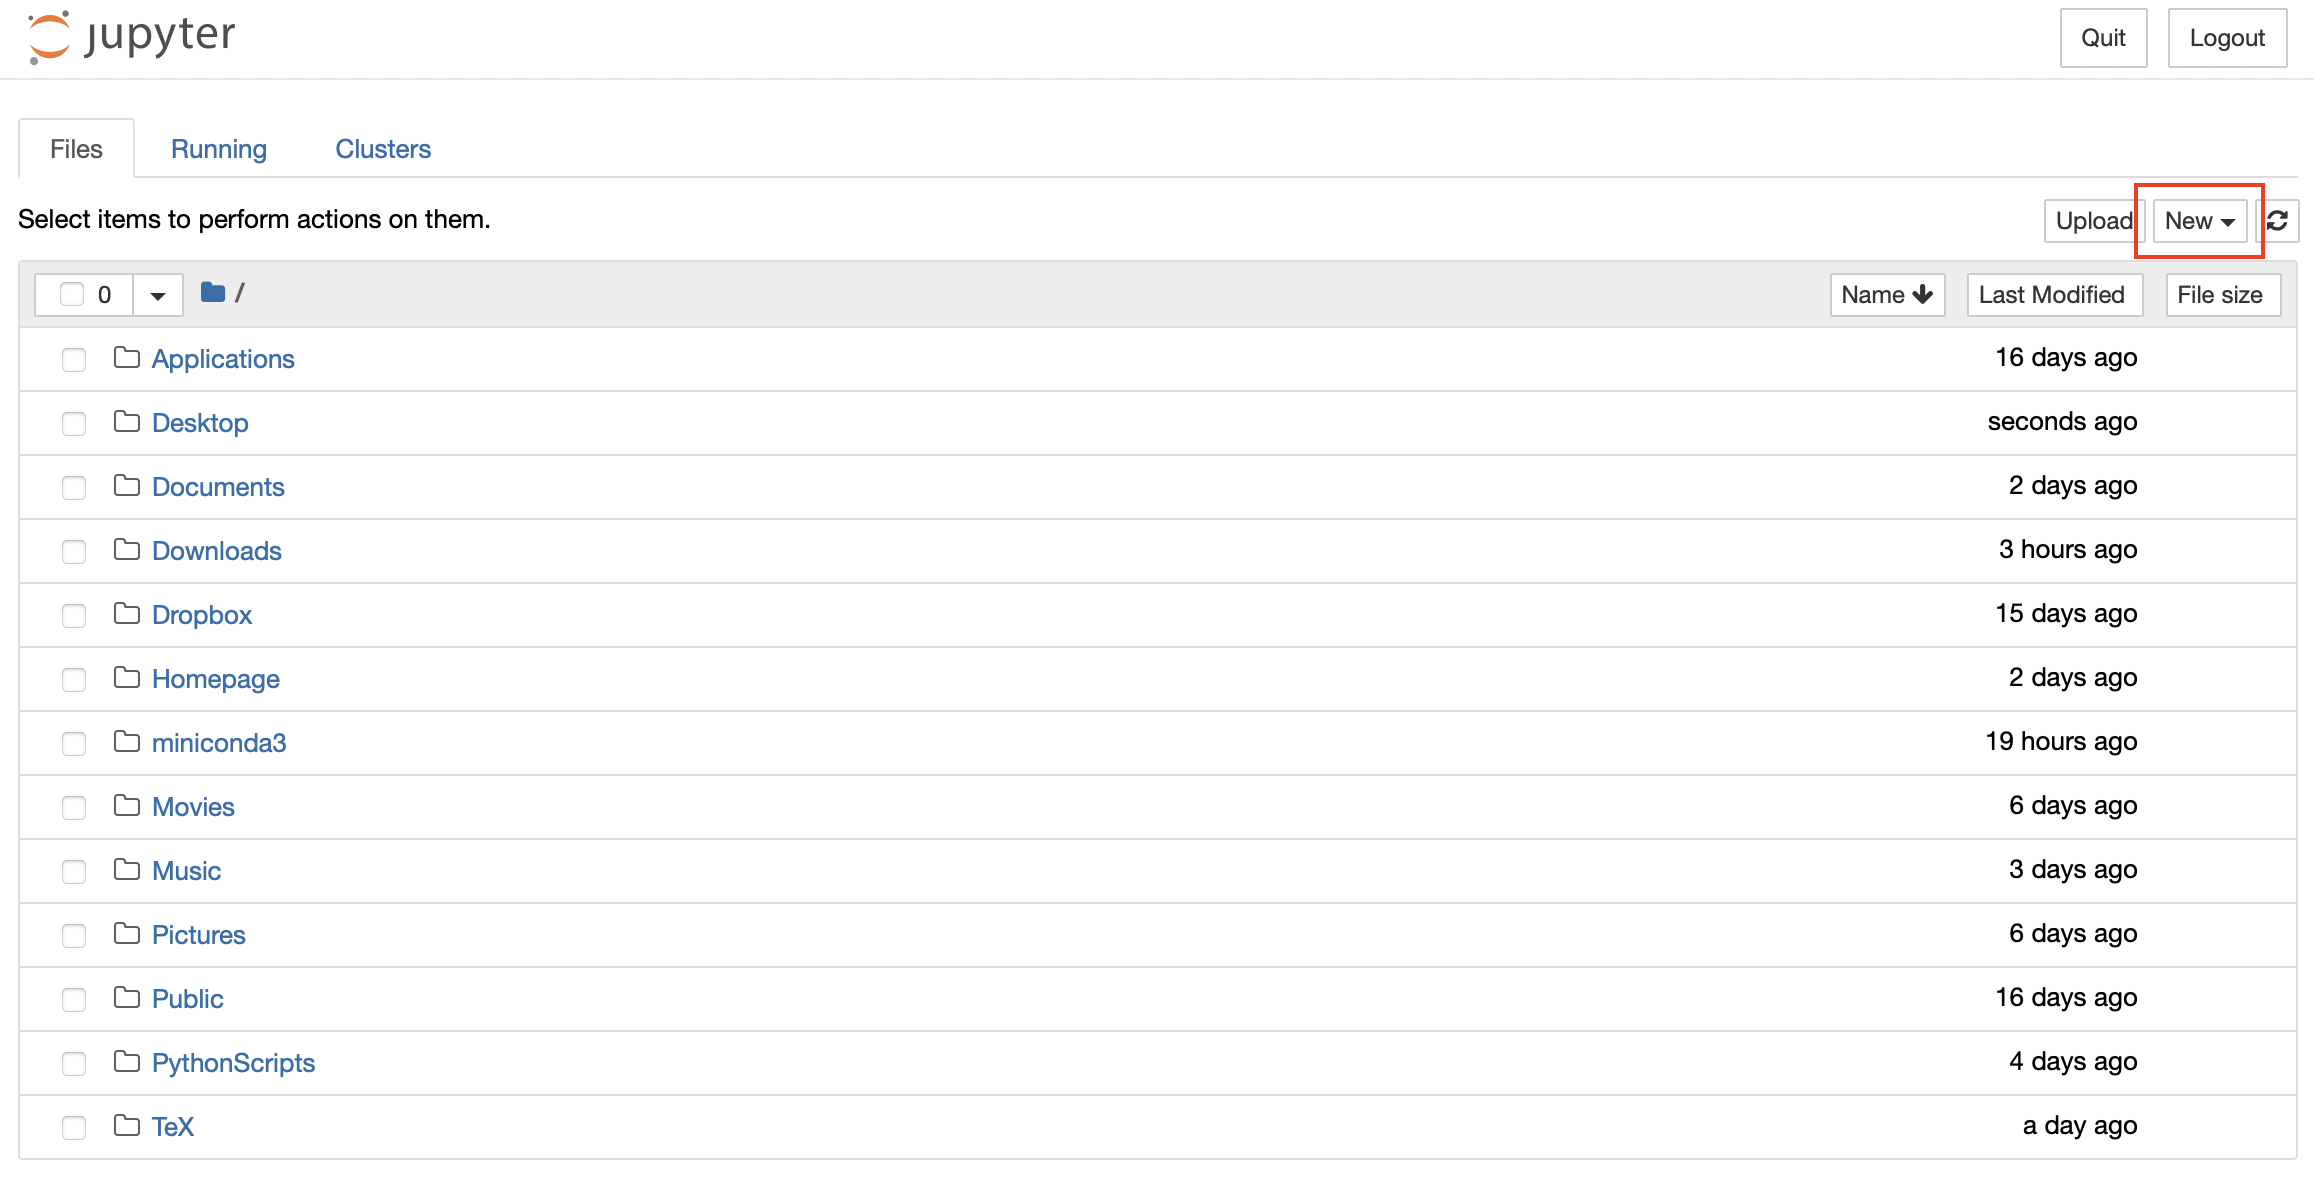 jupyter
Quit Logout
Files Running Clusters
Select items to perform actions on them.
Upload New
0 / Name Last Modified File size
Applications 16 days ago
Desktop seconds ago
Documents 2 days ago
Downloads 3 hours ago
Dropbox 15 days ago
Homepage 2 days ago
miniconda3 19 hours ago
Movies 6 days ago
Music 3 days ago
Pictures 6 days ago
Public 16 days ago
PythonScripts 4 days ago
TeX a day ago